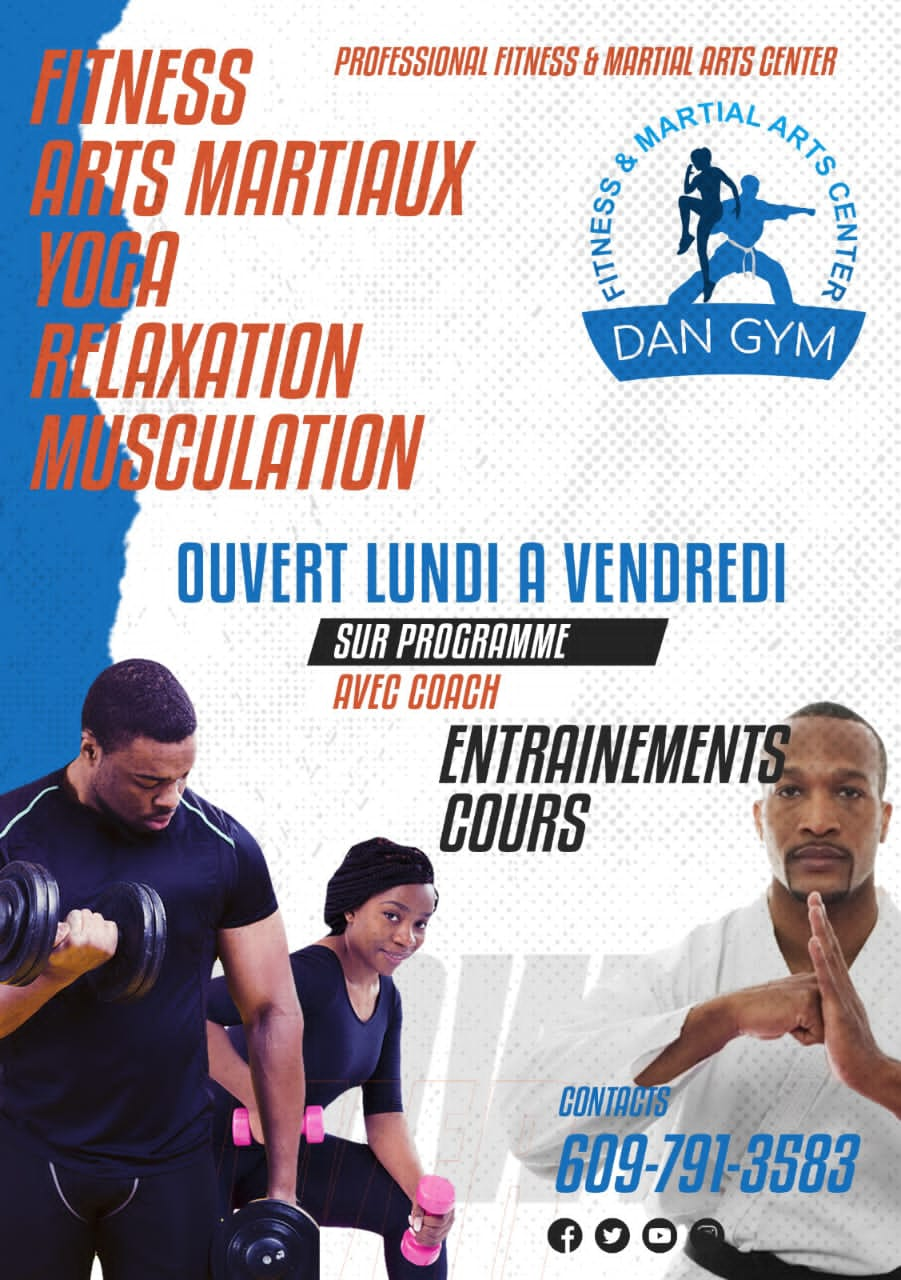 FITNESS
ARTS MARTIAUX
YOGA
RELAXATION
MUSCULATION
PROFESSIONAL FITNESS & MARTIAL ARTS CENTER
FITNESS & MARTIAL ARTS CENTER
DAN GYM
OUVERT LUNDI A VENDREDI
SUR PROGRAMME
AVEC COACH
ENTRAINEMENTS
COURS
CONTACTS
609-791-3583